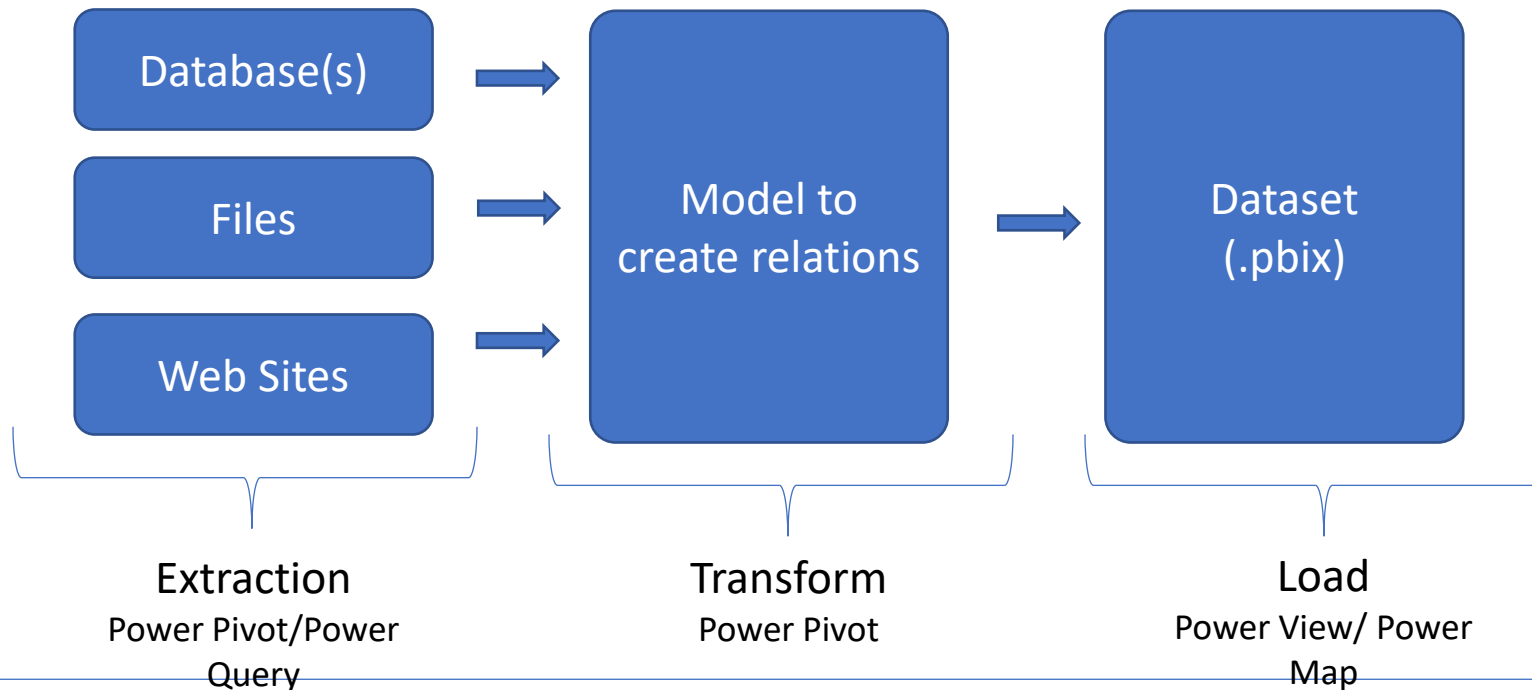 Database(s)
Files
Web Sites
Model to
create relations
Dataset
(.pbix)
Extraction
Power Pivot/Power
Query
Transform
Power Pivot
Load
Power View/ Power
Map